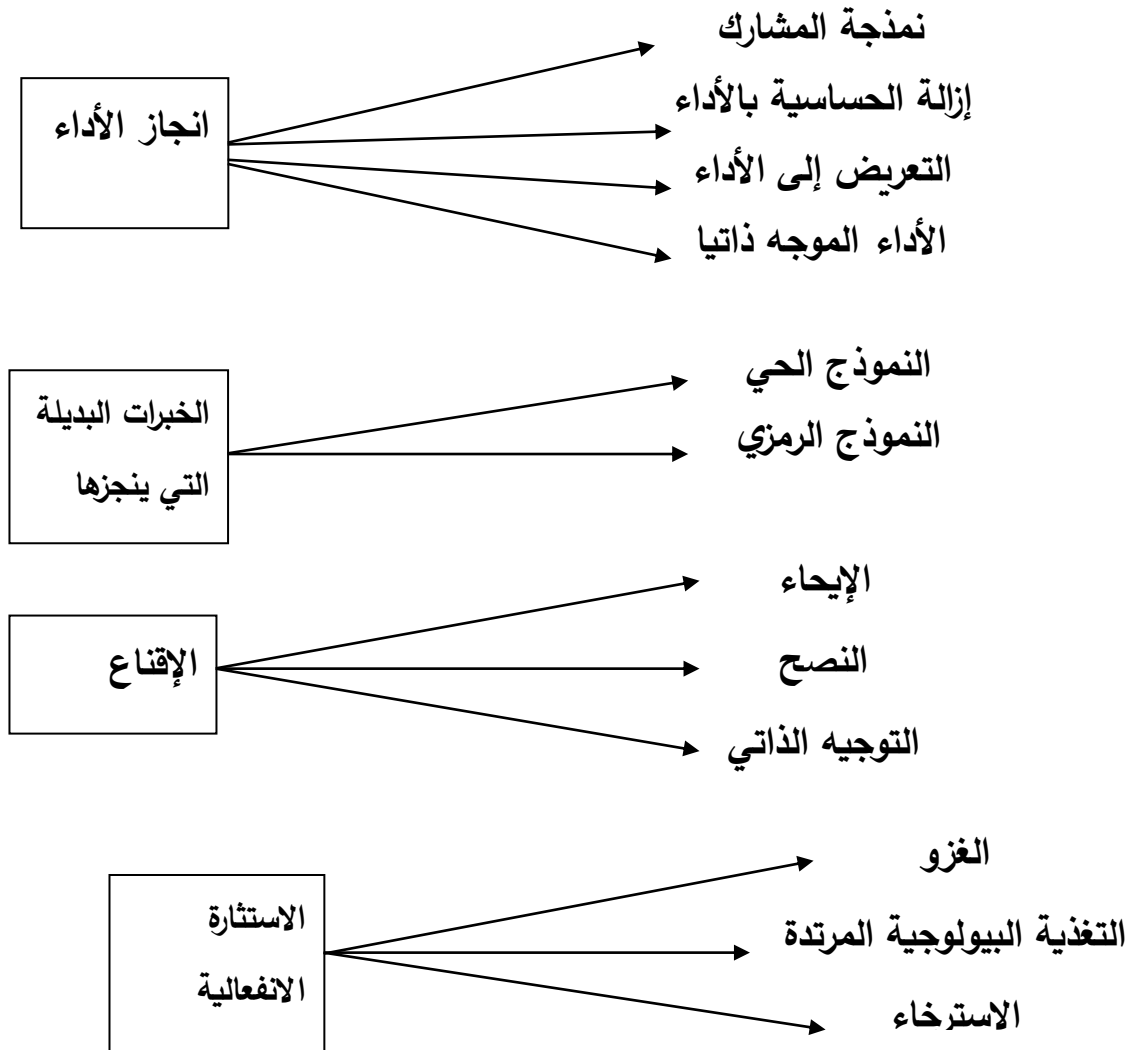 نمذجة المشارك
إزالة الحساسية بالأداء
انجاز الأداء
التعريض إلى الأداء
الأداء الموجه ذاتيا
النموذج الحي
الخبرات البديلة
النموذج الرمزي
التي ينجزها
الإيحاء
الإقناع
النصح
التوجيه الذاتي
الغزو
الاستثارة
التغذية البيولوجية المرتدة
الانفعالية
الاسترخاء